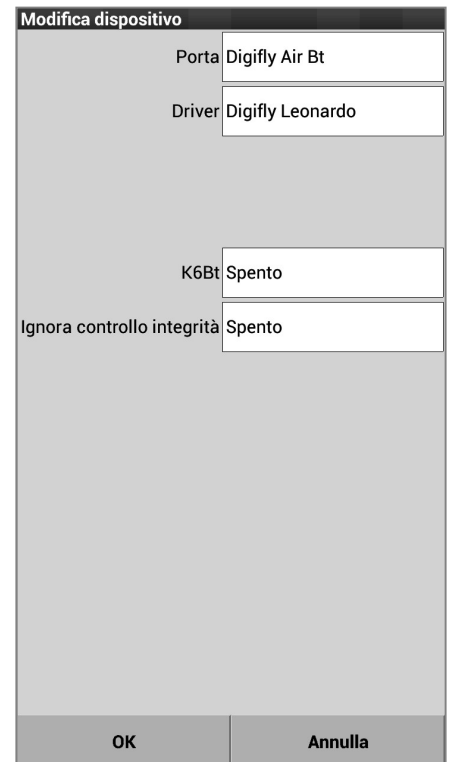 Modifica dispositivo
Porta Digifly Air Bt
Driver Digifly Leonardo
K6Bt Spento
Ignora controllo integrità Spento
OK Annulla